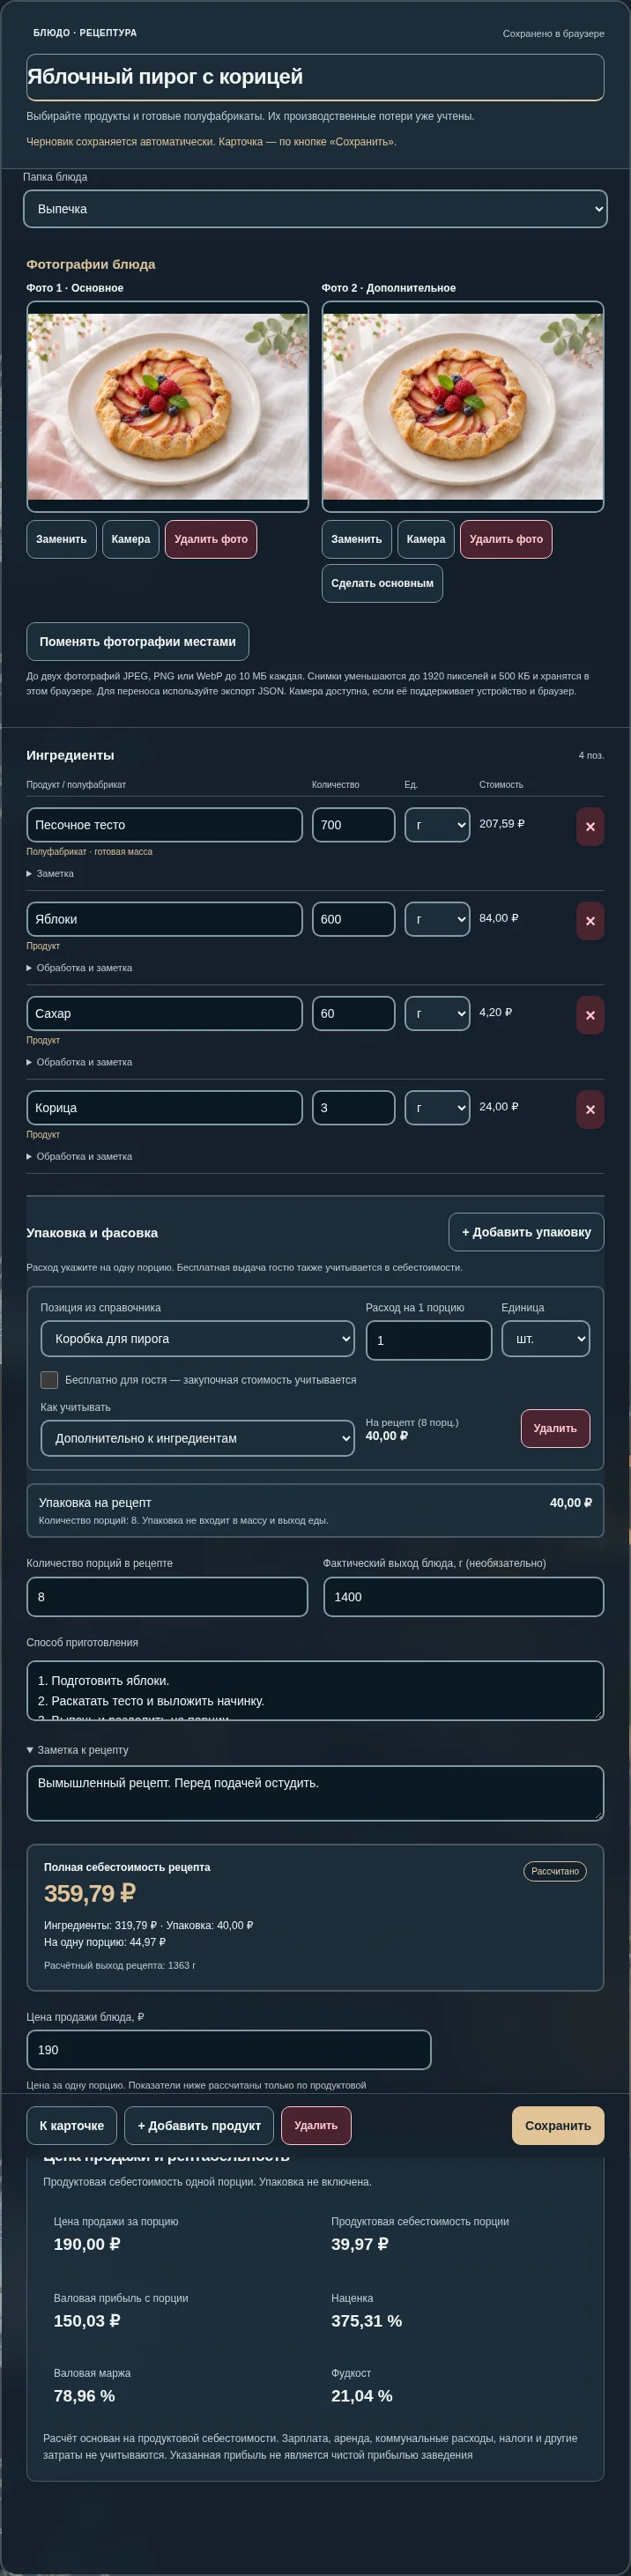 БЛЮДО · РЕЦЕПТУРА
Сохранено в браузере
Яблочный пирог с корицей
Выбирайте продукты и готовые полуфабрикаты. Их производственные потери уже учтены.
Черновик сохраняется автоматически. Карточка — по кнопке «Сохранить».
Папка блюда
Выпечка
Фотографии блюда
Фото 1 · Основное
Фото 2 · Дополнительное
Заменить Камера Удалить фото
Заменить Камера Удалить фото
Сделать основным
Поменять фотографии местами
До двух фотографий JPEG, PNG или WebP до 10 МБ каждая. Снимки уменьшаются до 1920 пикселей и 500 КБ и хранятся в
этом браузере. Для переноса используйте экспорт JSON. Камера доступна, если её поддерживает устройство и браузер.
Ингредиенты
4 поз.
Продукт / полуфабрикат Количество Ед. Стоимость
Песочное тесто 700 г 207,59 ₽ ×
Полуфабрикат · готовая масса
▶ Заметка
Яблоки 600 г 84,00 ₽ ×
Продукт
▶ Обработка и заметка
Сахар 60 г 4,20 ₽ ×
Продукт
▶ Обработка и заметка
Корица 3 г 24,00 ₽ ×
Продукт
▶ Обработка и заметка
Упаковка и фасовка
+ Добавить упаковку
Расход укажите на одну порцию. Бесплатная выдача гостю также учитывается в себестоимости.
Позиция из справочника Расход на 1 порцию Единица
Коробка для пирога 1 шт.
Бесплатно для гостя — закупочная стоимость учитывается
Как учитывать
Дополнительно к ингредиентам
На рецепт (8 порц.)
40,00 ₽
Удалить
Упаковка на рецепт 40,00 ₽
Количество порций: 8. Упаковка не входит в массу и выход еды.
Количество порций в рецепте Фактический выход блюда, г (необязательно)
8 1400
Способ приготовления
1. Подготовить яблоки.
2. Раскатать тесто и выложить начинку.
3. Выпечь и разделить на порции.
▼ Заметка к рецепту
Вымышленный рецепт. Перед подачей остудить.
Полная себестоимость рецепта
Рассчитано
359,79 ₽
Ингредиенты: 319,79 ₽ · Упаковка: 40,00 ₽
На одну порцию: 44,97 ₽
Расчётный выход рецепта: 1363 г
Цена продажи блюда, ₽
190
Цена за одну порцию. Показатели ниже рассчитаны только по продуктовой
К карточке + Добавить продукт Удалить Сохранить
Цена продажи и рентабельность
Продуктовая себестоимость одной порции. Упаковка не включена.
Цена продажи за порцию Продуктовая себестоимость порции
190,00 ₽ 39,97 ₽
Валовая прибыль с порции Наценка
150,03 ₽ 375,31 %
Валовая маржа Фудкост
78,96 % 21,04 %
Расчёт основан на продуктовой себестоимости. Зарплата, аренда, коммунальные расходы, налоги и другие
затраты не учитываются. Указанная прибыль не является чистой прибылью заведения